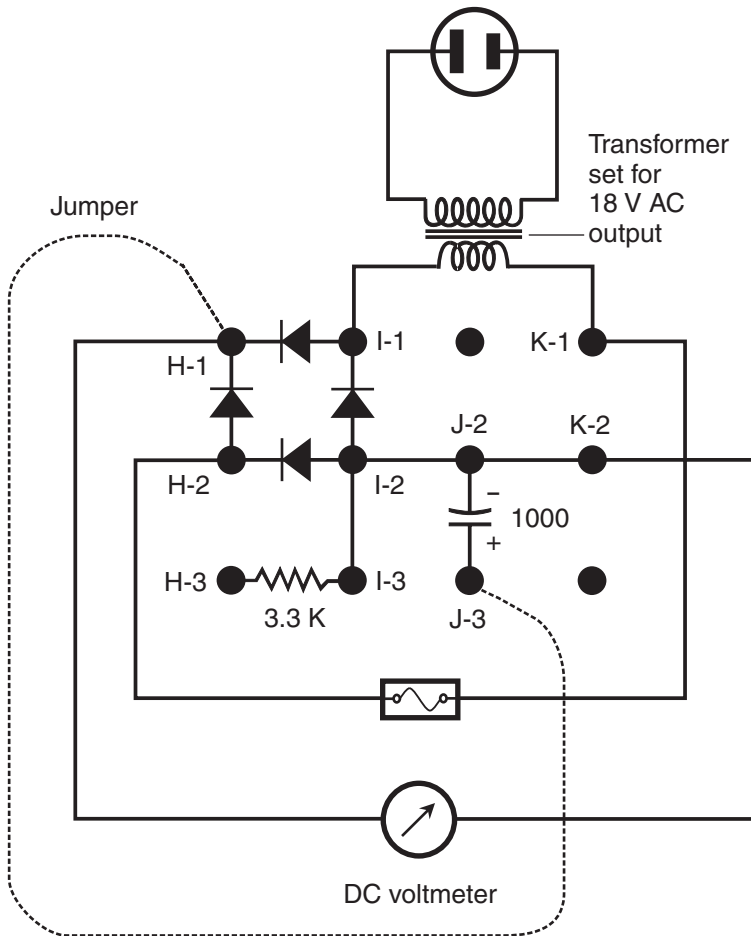 Transformer
set for
18 V AC
output
Jumper
H-1
I-1
K-1
J-2
K-2
H-2
I-2
−
1000
+
H-3
I-3
3.3 K
J-3
DC voltmeter